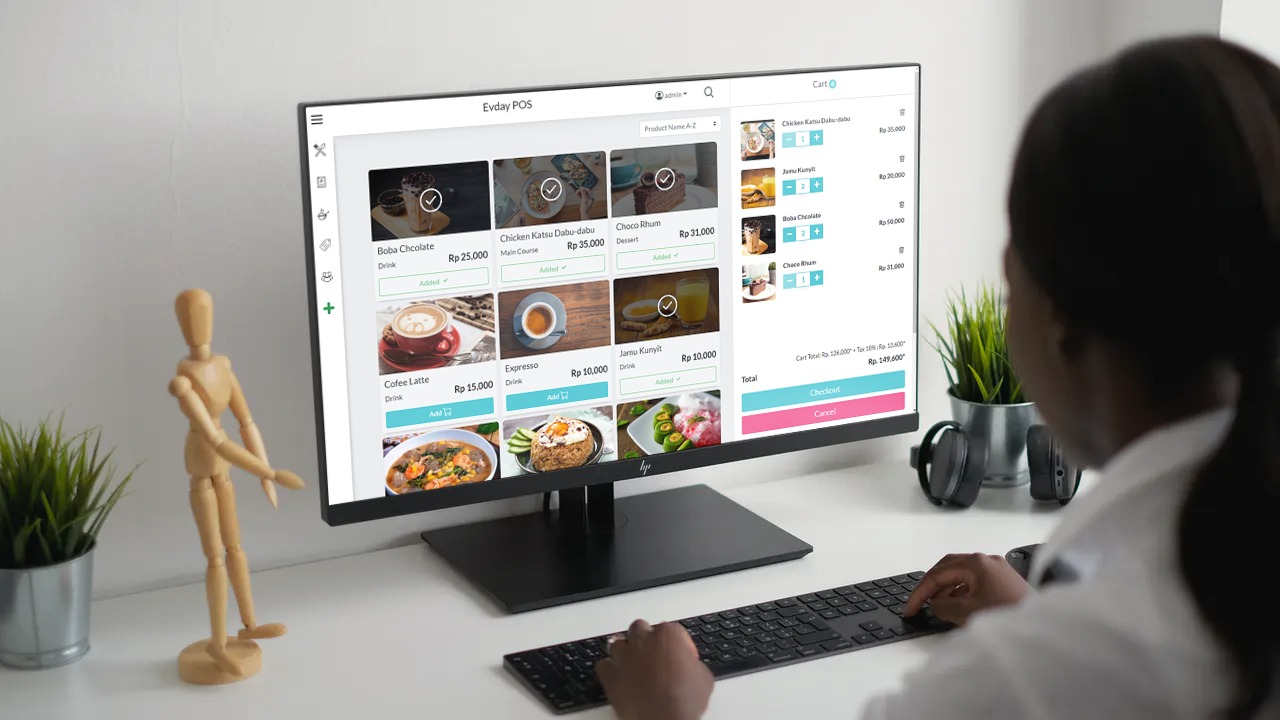 Evday POS
admin
Product Name A-Z
Boba Chcolate
Drink
Rp 25,000
Added
Chicken Katsu Dabu-dabu
Main Course
Rp 35,000
Added
Choco Rhum
Dessert
Rp 31,000
Added
Cofee Latte
Drink
Rp 15,000
Add
Expresso
Drink
Rp 10,000
Add
Jamu Kunyit
Drink
Rp 10,000
Added
Cart 4
Chicken Katsu Dabu-dabu
− 1 +
Rp 35,000
Jamu Kunyit
− 2 +
Rp 20,000
Boba Chcolate
− 2 +
Rp 50,000
Choco Rhum
− 1 +
Rp 31,000
Cart Total: Rp. 136,000* + Tax 10%: Rp. 13,600*
Total
Rp. 149,600*
Checkout
Cancel
hp